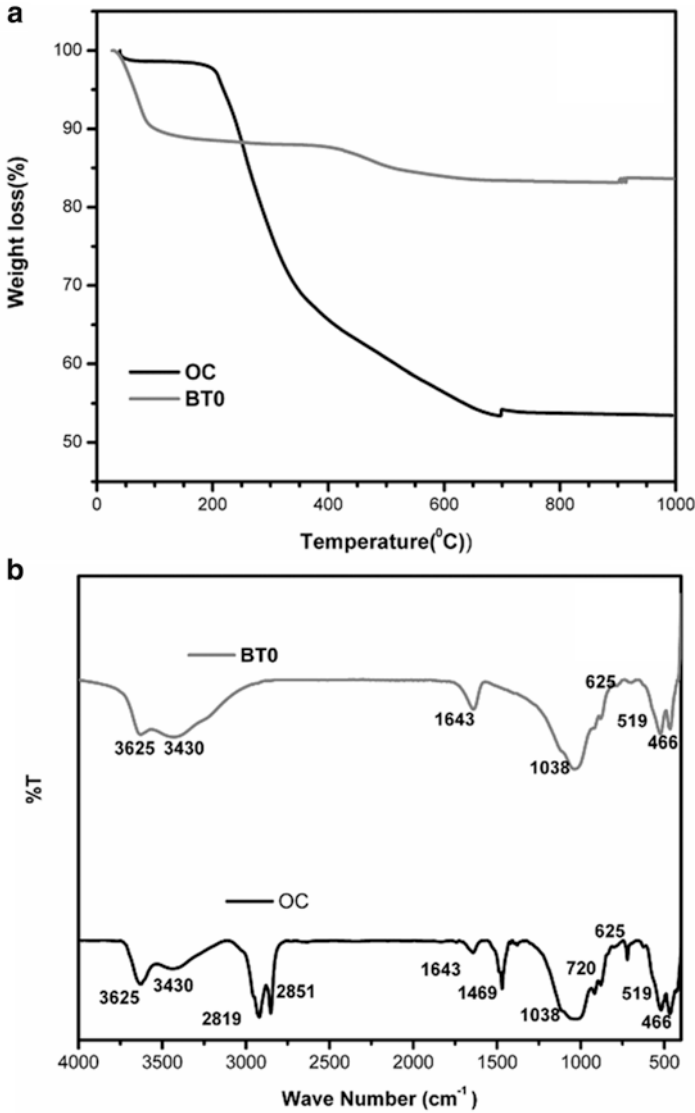 a
100
90
80
70
60
50
Weight loss(%)
OC
BT0
0 200 400 600 800 1000
Temperature(⁰C))
b
BT0
625
1643
519
3625 3430
1038
466
%T
OC
625
1643
720
3625 3430
2851
1469
519
2819
1038
466
4000 3500 3000 2500 2000 1500 1000 500
Wave Number (cm⁻¹)